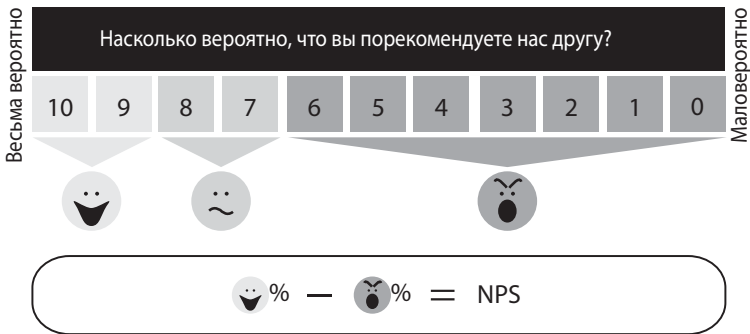 Насколько вероятно, что вы порекомендуете нас другу?
Весьма вероятно
10 9 8 7 6 5 4 3 2 1 0
Маловероятно
% — % = NPS